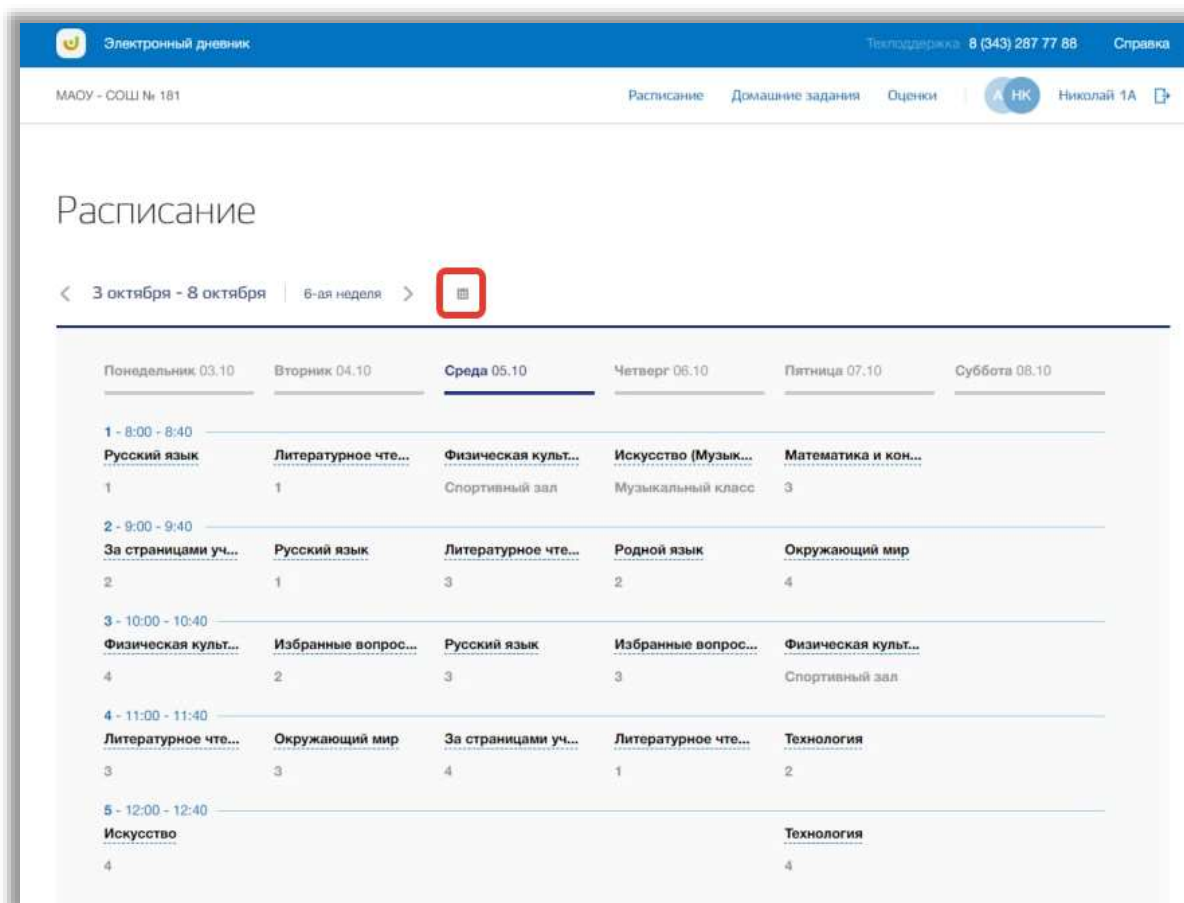 Электронный дневник Техподдержка 8 (343) 287 77 88 Справка
МАОУ - СОШ № 181 Расписание Домашние задания Оценки А НК Николай 1А
Расписание
3 октября - 8 октября 6-ая неделя
Понедельник 03.10 Вторник 04.10 Среда 05.10 Четверг 06.10 Пятница 07.10 Суббота 08.10
1 - 8:00 - 8:40
Русский язык Литературное чте... Физическая культ... Искусство (Музык... Математика и кон...
1 1 Спортивный зал Музыкальный класс 3
2 - 9:00 - 9:40
За страницами уч... Русский язык Литературное чте... Родной язык Окружающий мир
2 1 3 2 4
3 - 10:00 - 10:40
Физическая культ... Избранные вопрос... Русский язык Избранные вопрос... Физическая культ...
4 2 3 3 Спортивный зал
4 - 11:00 - 11:40
Литературное чте... Окружающий мир За страницами уч... Литературное чте... Технология
3 3 4 1 2
5 - 12:00 - 12:40
Искусство Технология
4 4